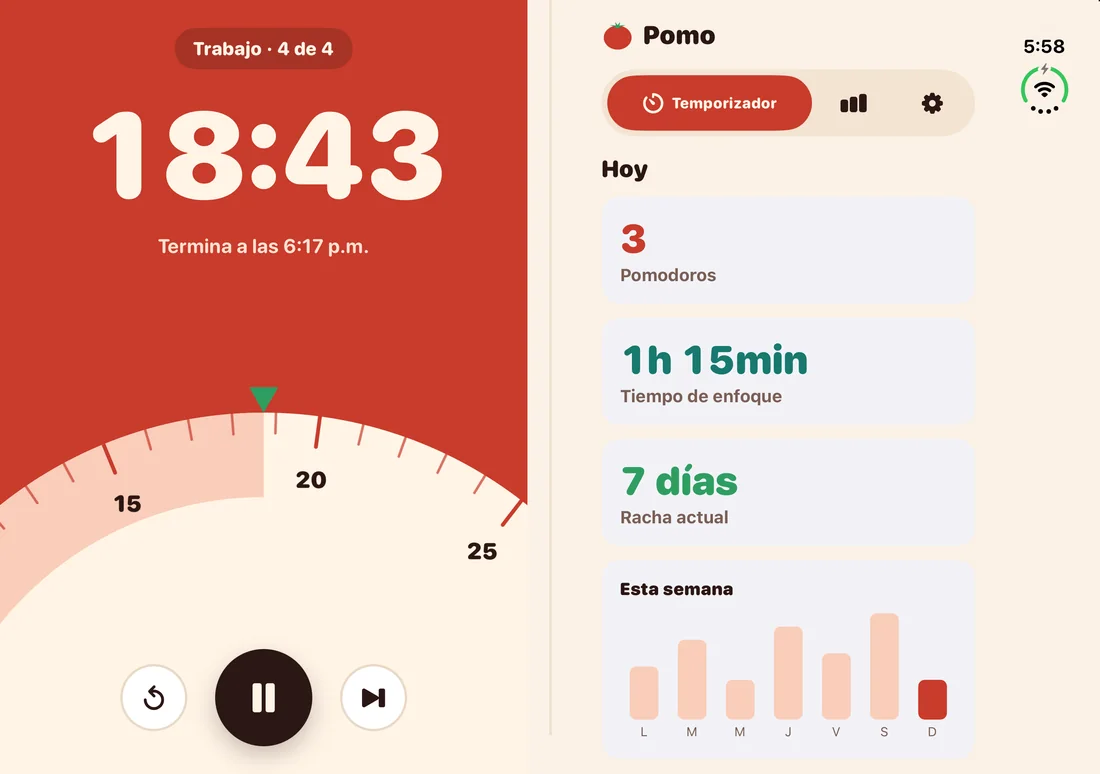 Trabajo · 4 de 4
18:43
Termina a las 6:17 p.m.
15
20
25
Pomo
5:58
Temporizador
Hoy
3
Pomodoros
1h 15min
Tiempo de enfoque
7 días
Racha actual
Esta semana
L M M J V S D